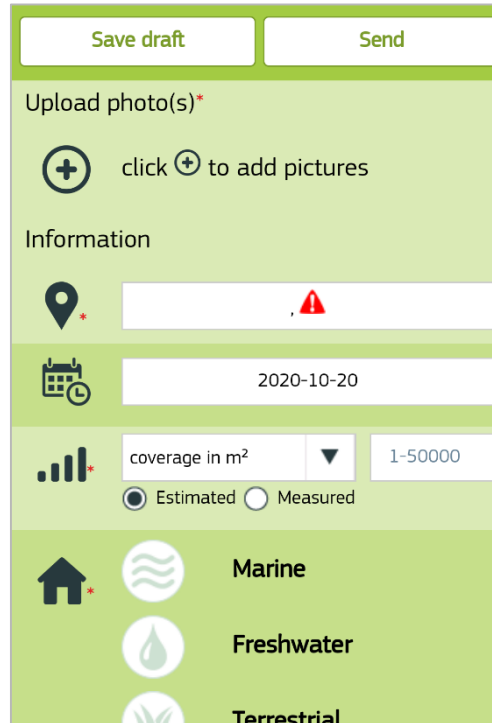 Save draft Send
Upload photo(s)*
click to add pictures
Information
* ,
2020-10-20
* coverage in m² 1-50000
Estimated Measured
* Marine
Freshwater
Terrestrial